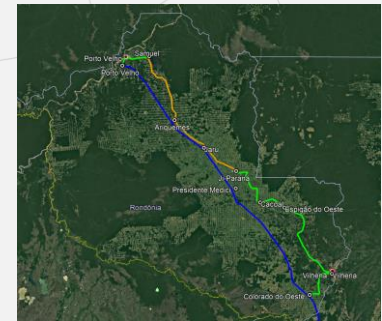 Porto Velho
Samuel
Porto Velho
Ariquemes
Jaru
Ji-Paraná
Presidente Medici
Cacoal
Espigão do Oeste
Rondônia
Vilhena
Vilhena
Colorado do Oeste